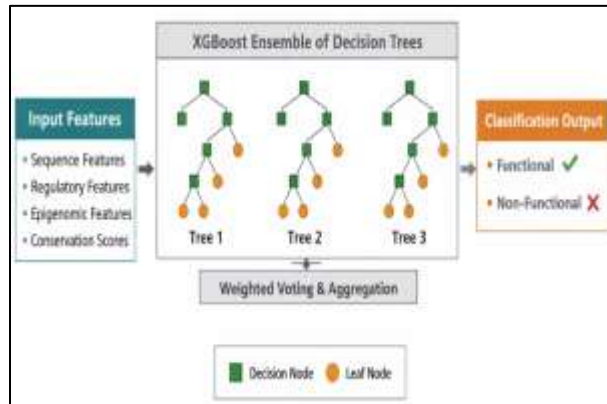 XGBoost Ensemble of Decision Trees
Input Features
• Sequence Features
• Regulatory Features
• Epigenomic Features
• Conservation Scores
Tree 1
Tree 2
Tree 3
Weighted Voting & Aggregation
Classification Output
• Functional ✓
• Non-Functional ✗
Decision Node
Leaf Node